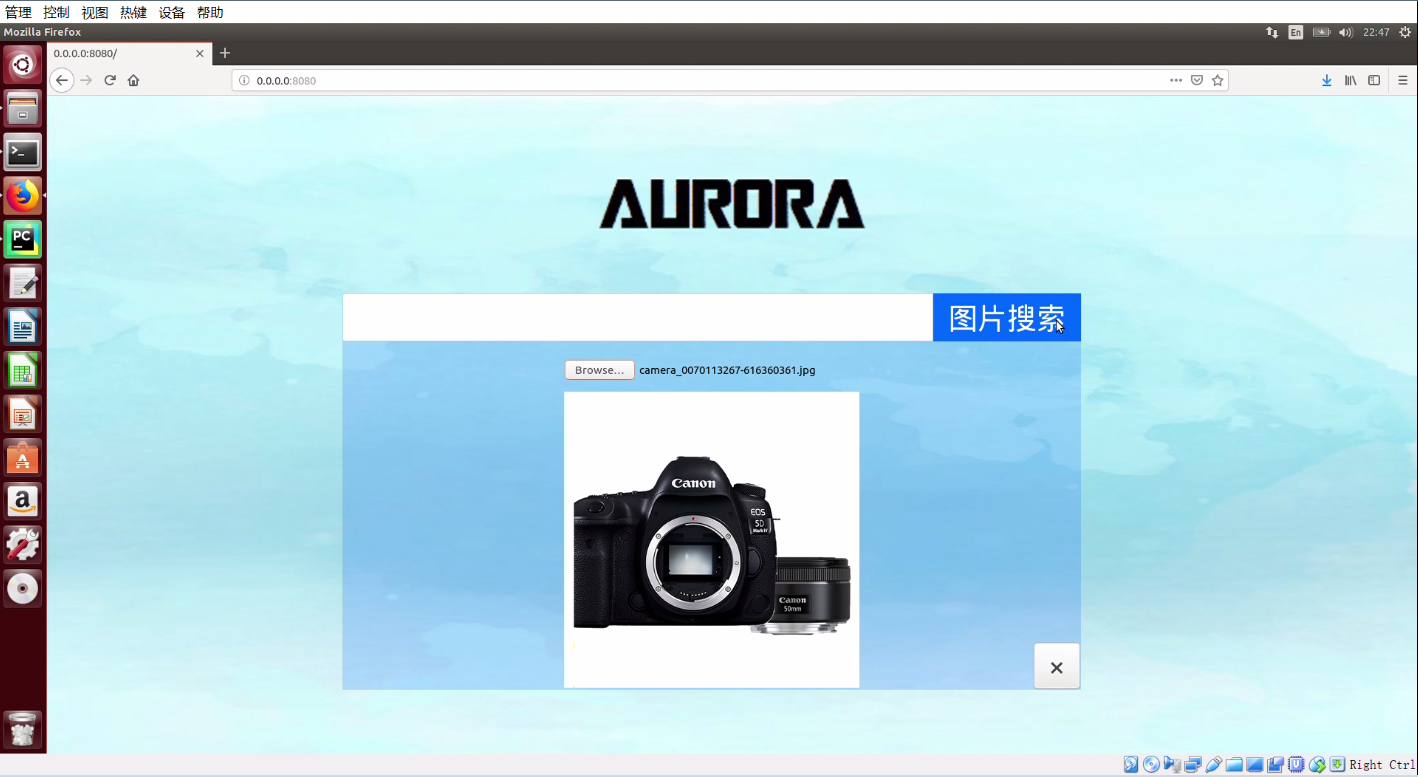 管理 控制 视图 热键 设备 帮助
Mozilla Firefox
En
22:47
0.0.0.0:8080/
0.0.0.0:8080
AURORA
图片搜索
Browse... camera_0070113267-616360361.jpg
Canon
EOS
5D
Mark IV
Canon
50mm
PC
a
Right Ctrl